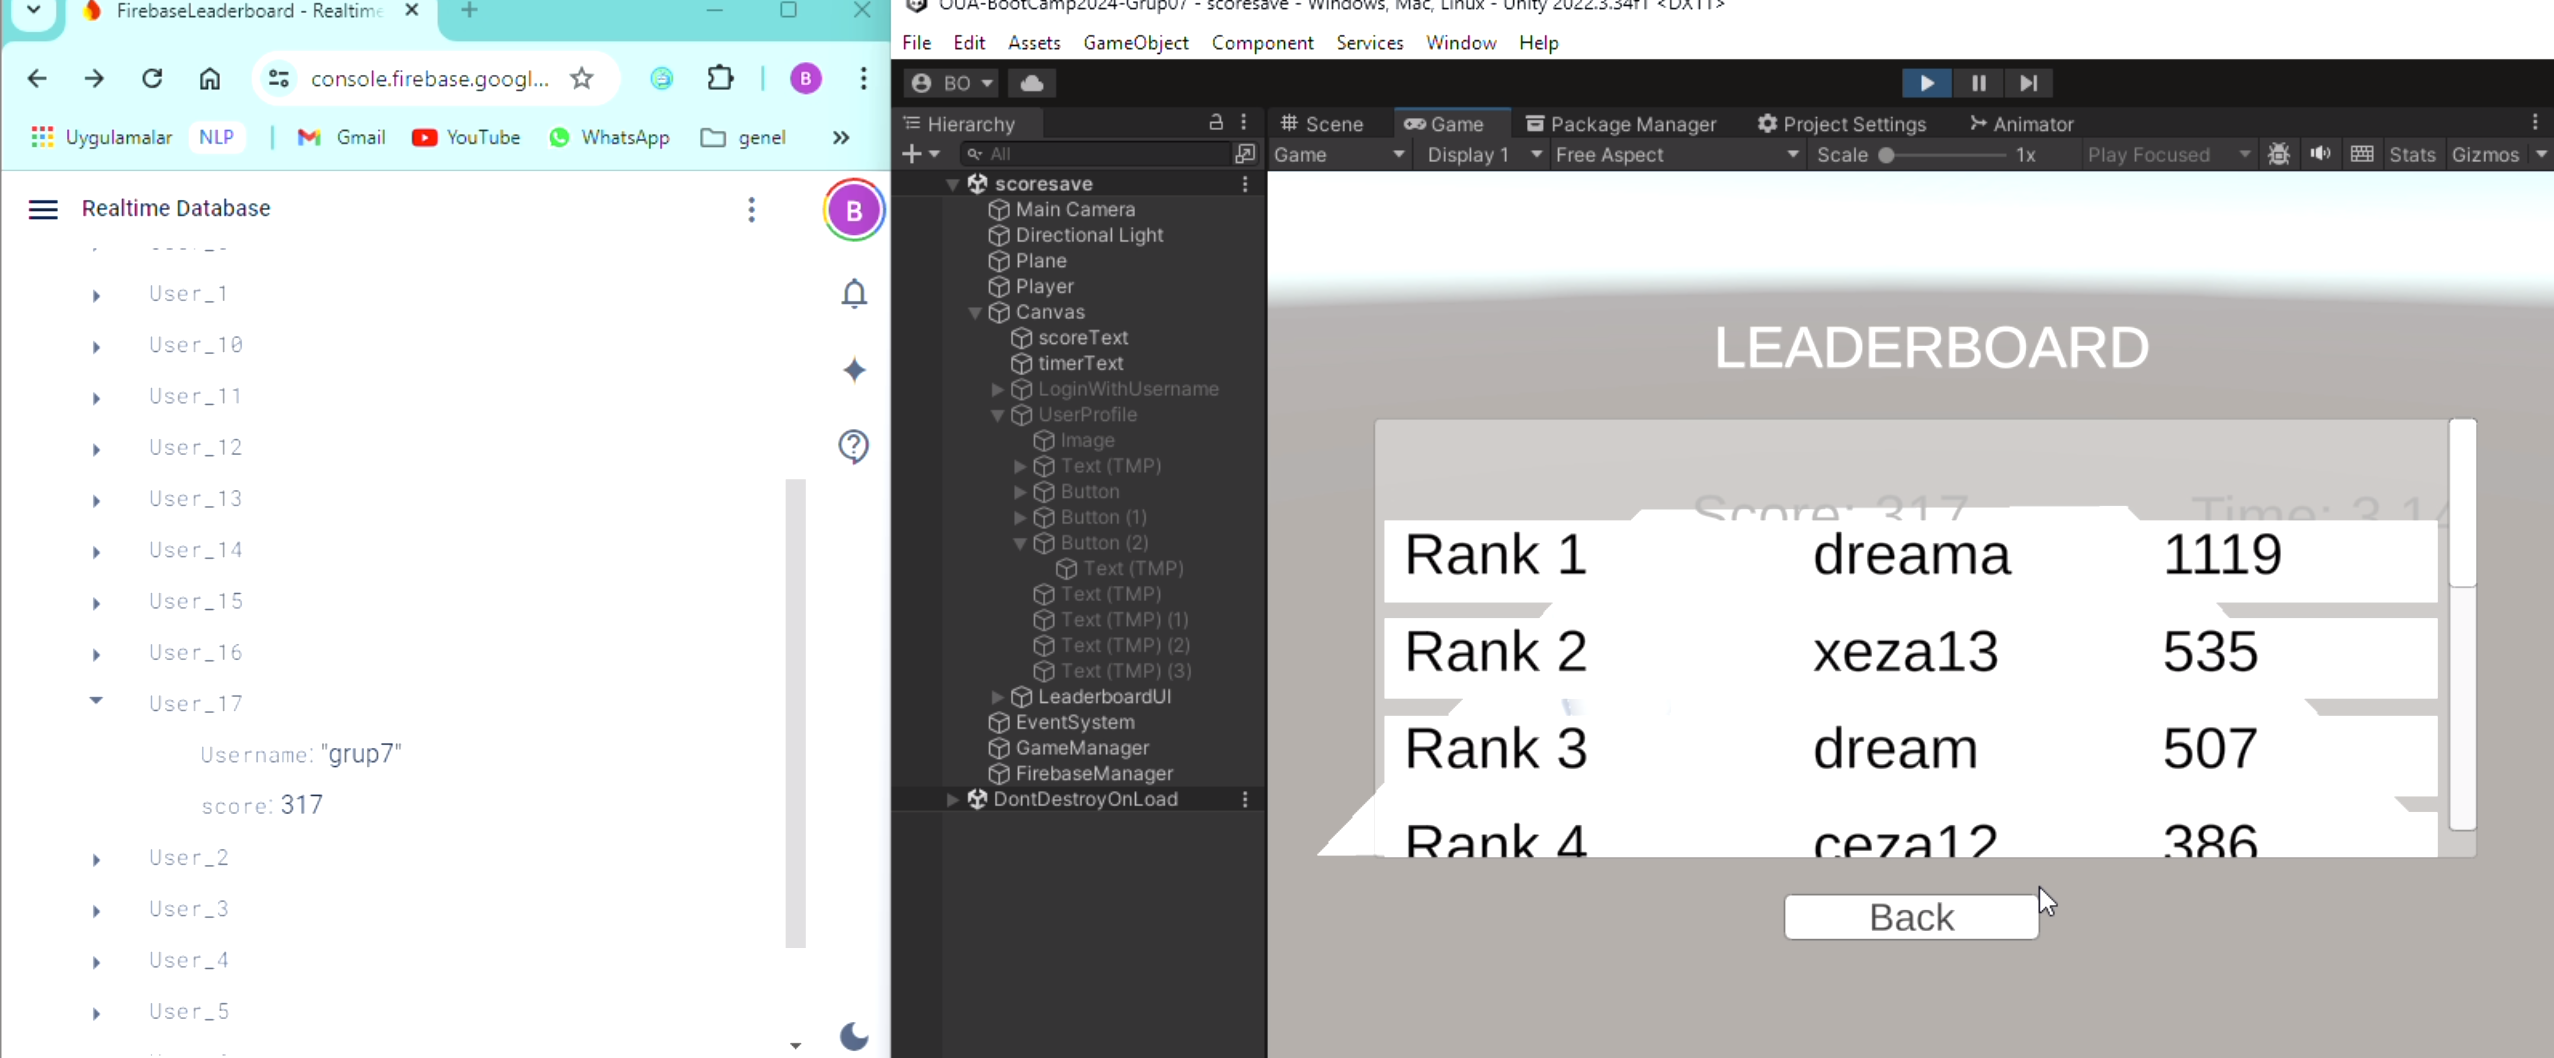 FirebaseLeaderboard - Realtime
console.firebase.googl...
B
Uygulamalar
NLP
Gmail
YouTube
WhatsApp
genel
Realtime Database
B
User_1
User_10
User_11
User_12
User_13
User_14
User_15
User_16
User_17
Username: "grup7"
score: 317
User_2
User_3
User_4
User_5
OUA-BootCamp2024-Grup07 - scoresave - Windows, Mac, Linux - Unity 2022.3.34f1 <DX11>
File Edit Assets GameObject Component Services Window Help
BO
Hierarchy
All
scoresave
Main Camera
Directional Light
Plane
Player
Canvas
scoreText
timerText
LoginWithUsername
UserProfile
Image
Text (TMP)
Button
Button (1)
Button (2)
Text (TMP)
Text (TMP)
Text (TMP) (1)
Text (TMP) (2)
Text (TMP) (3)
LeaderboardUI
EventSystem
GameManager
FirebaseManager
DontDestroyOnLoad
Scene Game Package Manager Project Settings Animator
Game Display 1 Free Aspect Scale 1x Play Focused Stats Gizmos
LEADERBOARD
Score: 317 Time: 3.14
Rank 1 dreama 1119
Rank 2 xeza13 535
Rank 3 dream 507
Rank 4 ceza12 386
Back